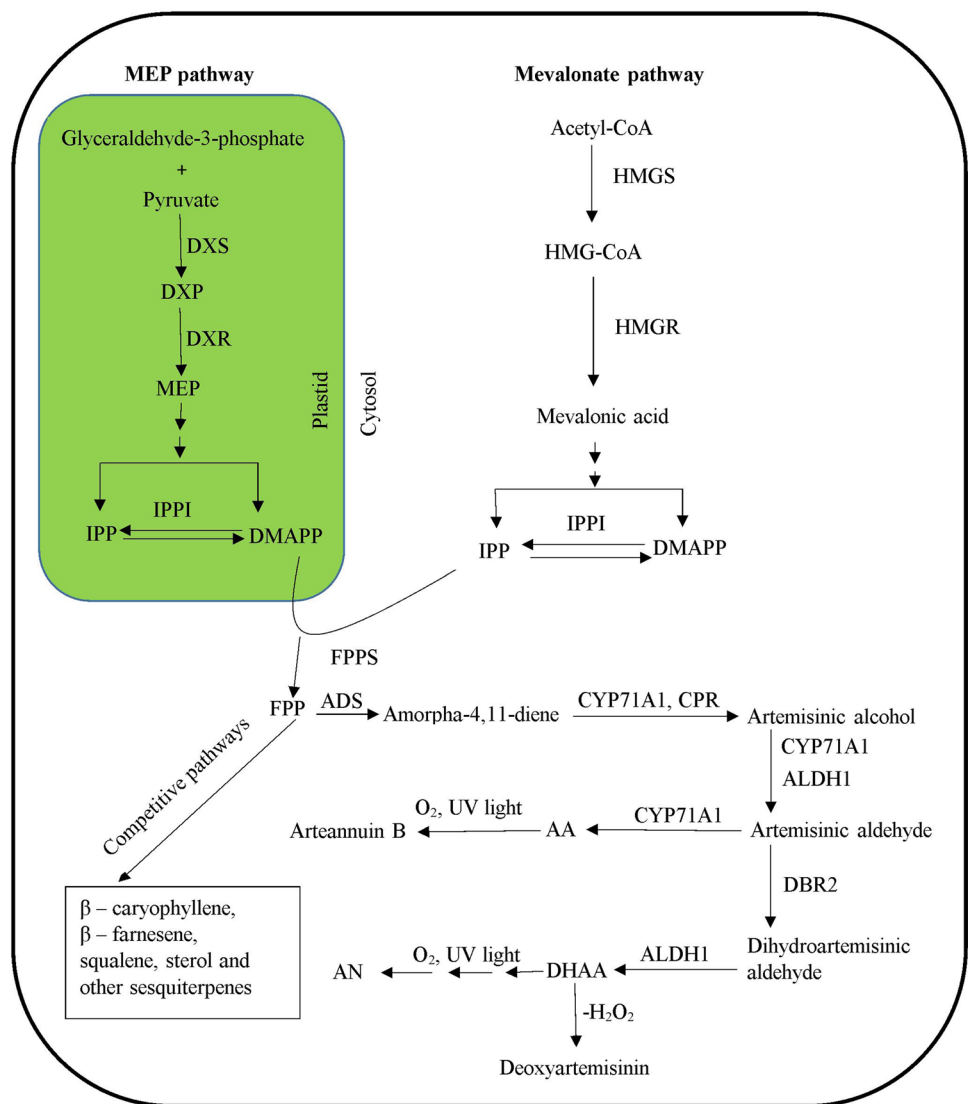 MEP pathway
Glyceraldehyde-3-phosphate
+
Pyruvate
DXS
DXP
DXR
MEP
IPPI
IPP
DMAPP
Plastid
Cytosol
Mevalonate pathway
Acetyl-CoA
HMGS
HMG-CoA
HMGR
Mevalonic acid
IPPI
IPP
DMAPP
FPPS
FPP
ADS
Amorpha-4,11-diene
CYP71A1, CPR
Artemisinic alcohol
CYP71A1
ALDH1
Artemisinic aldehyde
CYP71A1
AA
O₂, UV light
Arteannuin B
DBR2
Dihydroartemisinic
aldehyde
ALDH1
DHAA
O₂, UV light
AN
-H₂O₂
Deoxyartemisinin
Competitive pathways
β – caryophyllene,
β – farnesene,
squalene, sterol and
other sesquiterpenes